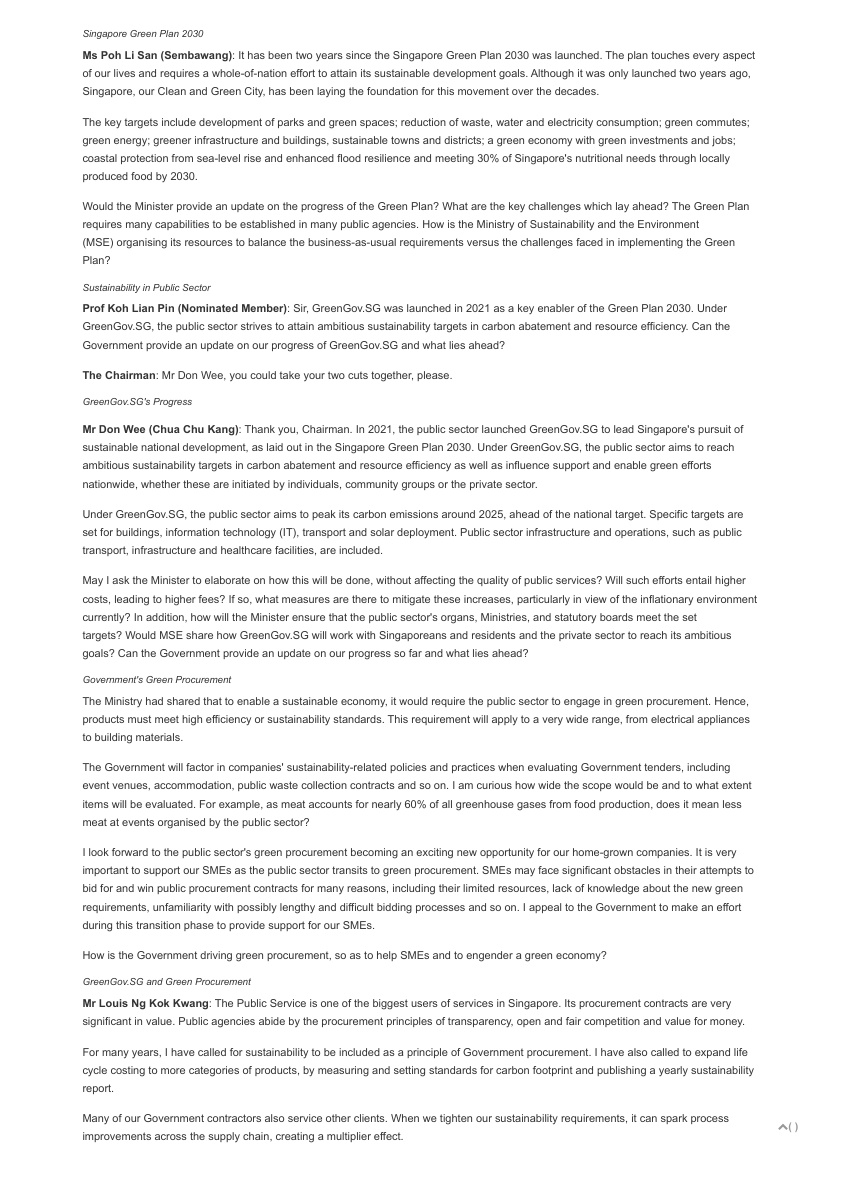 Singapore Green Plan 2030
Ms Poh Li San (Sembawang): It has been two years since the Singapore Green Plan 2030 was launched. The plan touches every aspect
of our lives and requires a whole-of-nation effort to attain its sustainable development goals. Although it was only launched two years ago,
Singapore, our Clean and Green City, has been laying the foundation for this movement over the decades.
The key targets include development of parks and green spaces; reduction of waste, water and electricity consumption; green commutes;
green energy; greener infrastructure and buildings, sustainable towns and districts; a green economy with green investments and jobs;
coastal protection from sea-level rise and enhanced flood resilience and meeting 30% of Singapore's nutritional needs through locally
produced food by 2030.
Would the Minister provide an update on the progress of the Green Plan? What are the key challenges which lay ahead? The Green Plan
requires many capabilities to be established in many public agencies. How is the Ministry of Sustainability and the Environment
(MSE) organising its resources to balance the business-as-usual requirements versus the challenges faced in implementing the Green
Plan?
Sustainability in Public Sector
Prof Koh Lian Pin (Nominated Member): Sir, GreenGov.SG was launched in 2021 as a key enabler of the Green Plan 2030. Under
GreenGov.SG, the public sector strives to attain ambitious sustainability targets in carbon abatement and resource efficiency. Can the
Government provide an update on our progress of GreenGov.SG and what lies ahead?
The Chairman: Mr Don Wee, you could take your two cuts together, please.
GreenGov.SG's Progress
Mr Don Wee (Chua Chu Kang): Thank you, Chairman. In 2021, the public sector launched GreenGov.SG to lead Singapore's pursuit of
sustainable national development, as laid out in the Singapore Green Plan 2030. Under GreenGov.SG, the public sector aims to reach
ambitious sustainability targets in carbon abatement and resource efficiency as well as influence support and enable green efforts
nationwide, whether these are initiated by individuals, community groups or the private sector.
Under GreenGov.SG, the public sector aims to peak its carbon emissions around 2025, ahead of the national target. Specific targets are
set for buildings, information technology (IT), transport and solar deployment. Public sector infrastructure and operations, such as public
transport, infrastructure and healthcare facilities, are included.
May I ask the Minister to elaborate on how this will be done, without affecting the quality of public services? Will such efforts entail higher
costs, leading to higher fees? If so, what measures are there to mitigate these increases, particularly in view of the inflationary environment
currently? In addition, how will the Minister ensure that the public sector's organs, Ministries, and statutory boards meet the set
targets? Would MSE share how GreenGov.SG will work with Singaporeans and residents and the private sector to reach its ambitious
goals? Can the Government provide an update on our progress so far and what lies ahead?
Government's Green Procurement
The Ministry had shared that to enable a sustainable economy, it would require the public sector to engage in green procurement. Hence,
products must meet high efficiency or sustainability standards. This requirement will apply to a very wide range, from electrical appliances
to building materials.
The Government will factor in companies' sustainability-related policies and practices when evaluating Government tenders, including
event venues, accommodation, public waste collection contracts and so on. I am curious how wide the scope would be and to what extent
items will be evaluated. For example, as meat accounts for nearly 60% of all greenhouse gases from food production, does it mean less
meat at events organised by the public sector?
I look forward to the public sector's green procurement becoming an exciting new opportunity for our home-grown companies. It is very
important to support our SMEs as the public sector transits to green procurement. SMEs may face significant obstacles in their attempts to
bid for and win public procurement contracts for many reasons, including their limited resources, lack of knowledge about the new green
requirements, unfamiliarity with possibly lengthy and difficult bidding processes and so on. I appeal to the Government to make an effort
during this transition phase to provide support for our SMEs.
How is the Government driving green procurement, so as to help SMEs and to engender a green economy?
GreenGov.SG and Green Procurement
Mr Louis Ng Kok Kwang: The Public Service is one of the biggest users of services in Singapore. Its procurement contracts are very
significant in value. Public agencies abide by the procurement principles of transparency, open and fair competition and value for money.
For many years, I have called for sustainability to be included as a principle of Government procurement. I have also called to expand life
cycle costing to more categories of products, by measuring and setting standards for carbon footprint and publishing a yearly sustainability
report.
Many of our Government contractors also service other clients. When we tighten our sustainability requirements, it can spark process
improvements across the supply chain, creating a multiplier effect.
( )